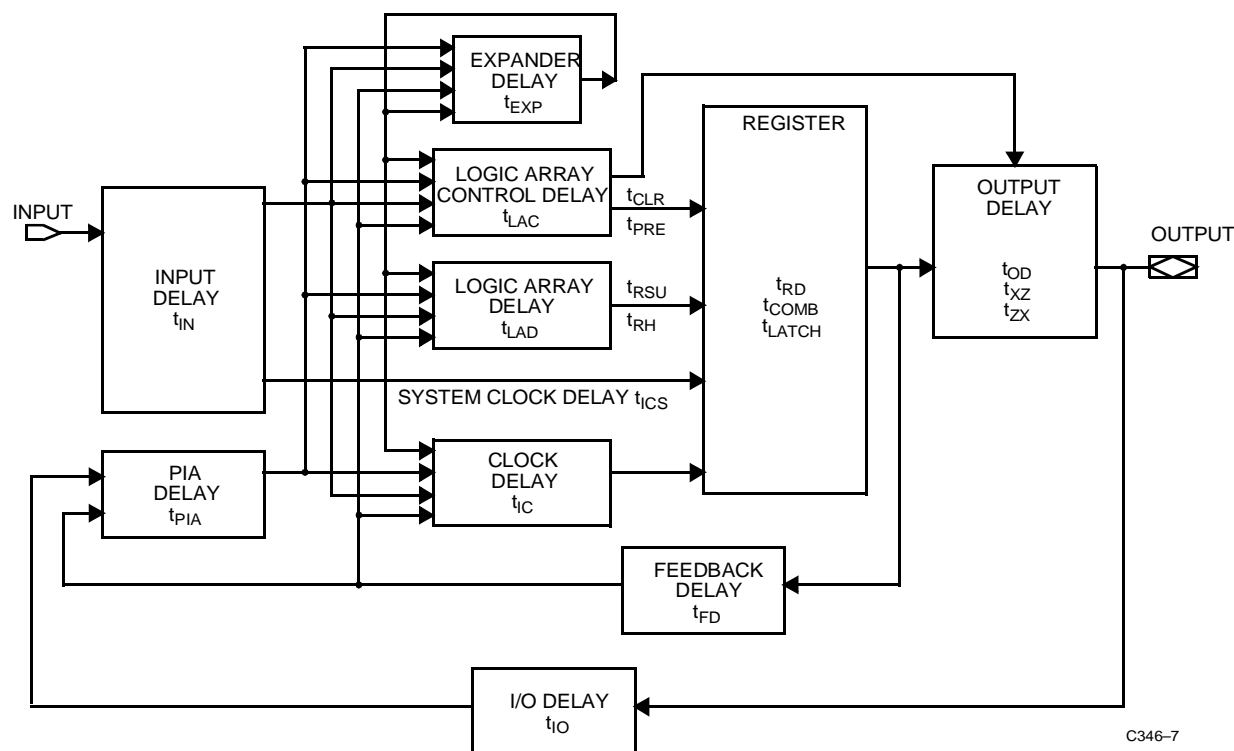 EXPANDER
DELAY
tEXP
REGISTER
LOGIC ARRAY
CONTROL DELAY
tLAC
tCLR
tPRE
OUTPUT
DELAY
tOD
tXZ
tZX
INPUT
OUTPUT
INPUT
DELAY
tIN
LOGIC ARRAY
DELAY
tLAD
tRSU
tRH
tRD
tCOMB
tLATCH
SYSTEM CLOCK DELAY tICS
PIA
DELAY
tPIA
CLOCK
DELAY
tIC
FEEDBACK
DELAY
tFD
I/O DELAY
tIO
C346–7